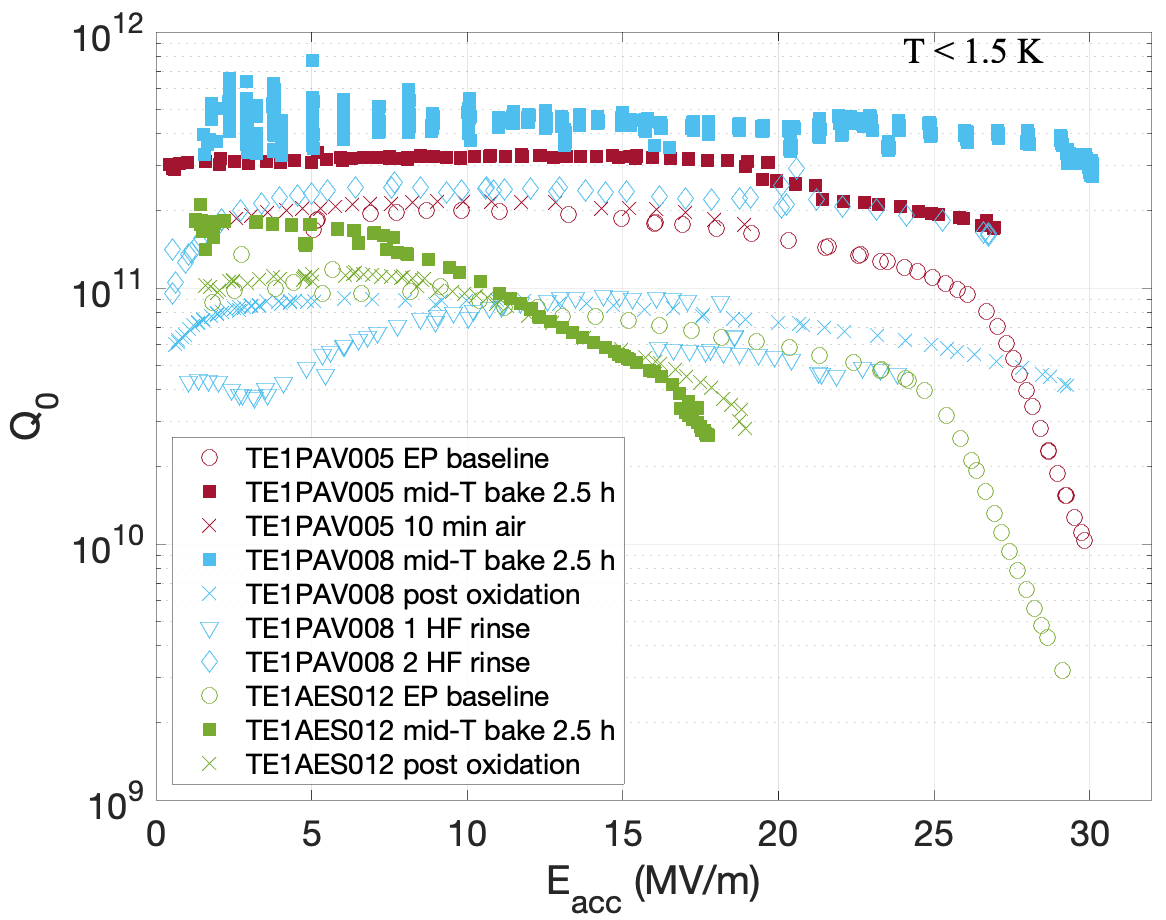 10^12
T < 1.5 K
10^11
Q_0
TE1PAV005 EP baseline
TE1PAV005 mid-T bake 2.5 h
TE1PAV005 10 min air
TE1PAV008 mid-T bake 2.5 h
TE1PAV008 post oxidation
TE1PAV008 1 HF rinse
TE1PAV008 2 HF rinse
TE1AES012 EP baseline
TE1AES012 mid-T bake 2.5 h
TE1AES012 post oxidation
10^10
10^9
0 5 10 15 20 25 30
E_acc (MV/m)